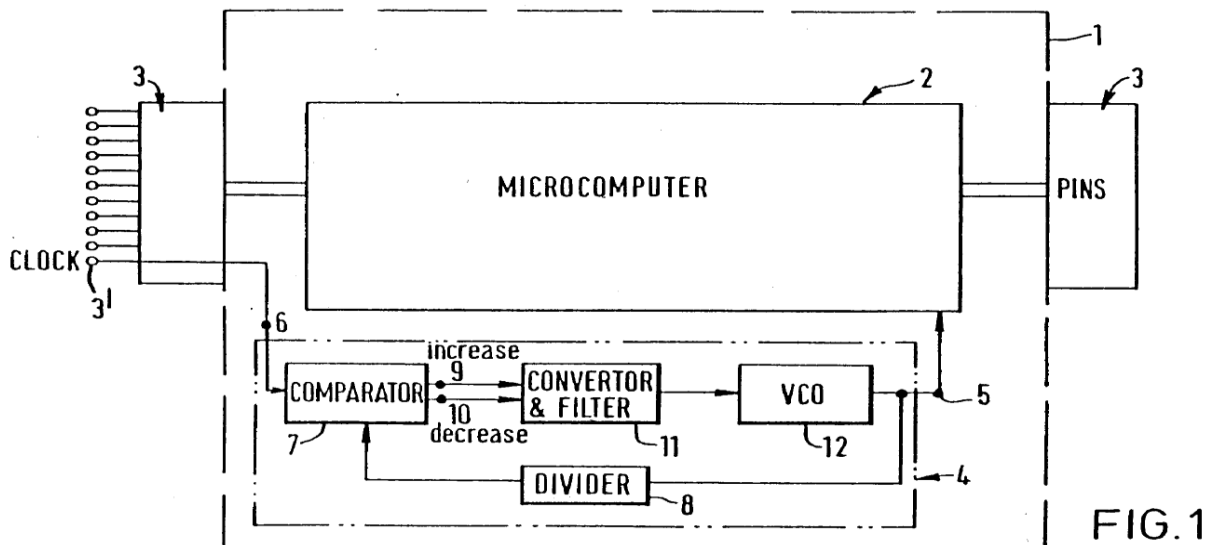 1
3
2
3
MICROCOMPUTER
PINS
CLOCK
3'
6
increase
9
COMPARATOR
10
decrease
7
CONVERTOR
& FILTER
11
VCO
12
5
4
DIVIDER
8
FIG.1